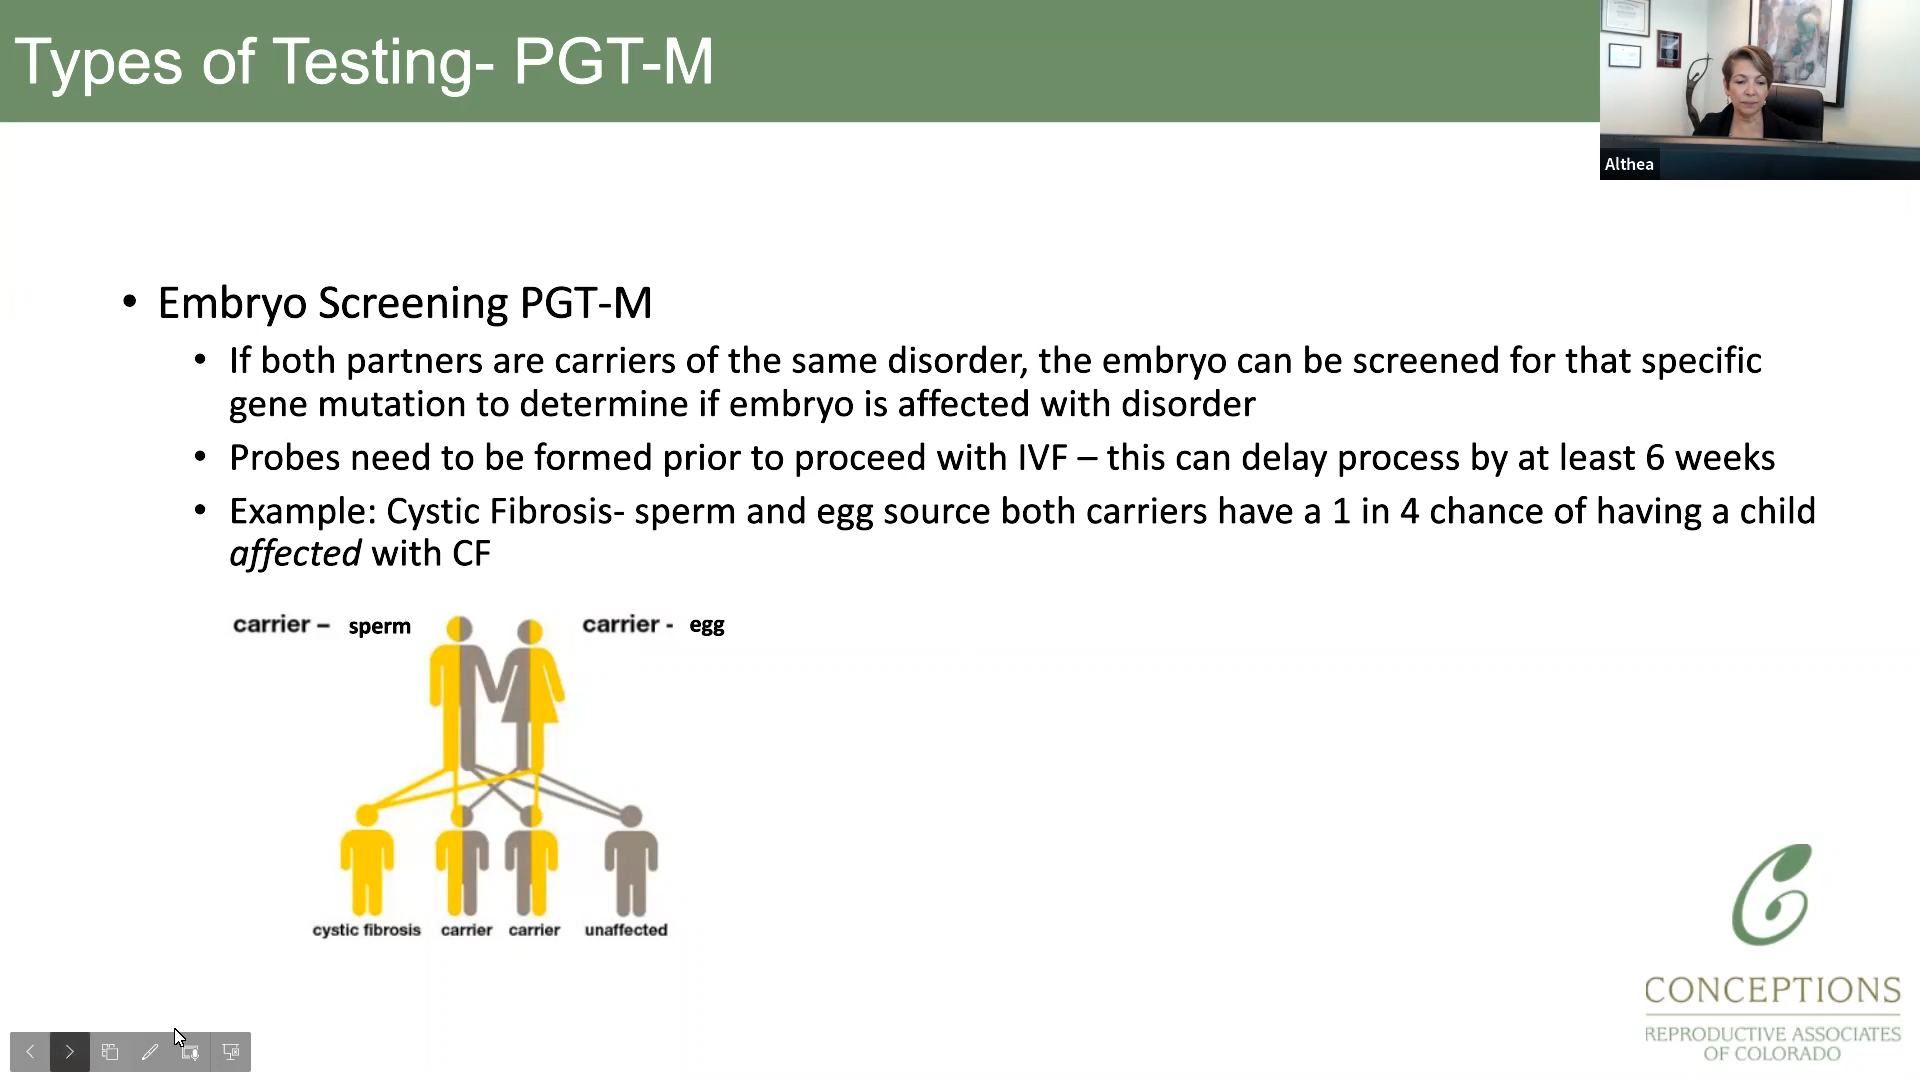 Types of Testing- PGT-M
Althea
• Embryo Screening PGT-M
• If both partners are carriers of the same disorder, the embryo can be screened for that specific
gene mutation to determine if embryo is affected with disorder
• Probes need to be formed prior to proceed with IVF – this can delay process by at least 6 weeks
• Example: Cystic Fibrosis- sperm and egg source both carriers have a 1 in 4 chance of having a child
affected with CF
carrier – sperm
carrier - egg
cystic fibrosis carrier carrier unaffected
CONCEPTIONS
REPRODUCTIVE ASSOCIATES
OF COLORADO